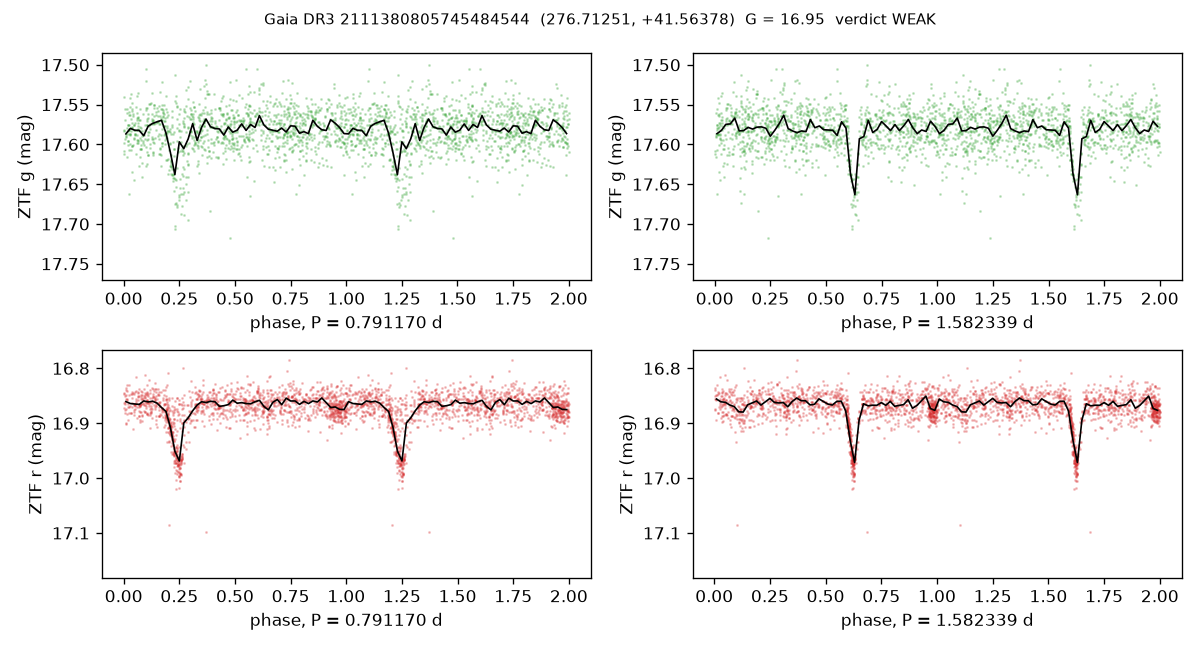 Gaia DR3 2111380805745484544 (276.71251, +41.56378) G = 16.95 verdict WEAK
17.50
17.55
17.60
17.65
17.70
17.75
ZTF g (mag)
0.00 0.25 0.50 0.75 1.00 1.25 1.50 1.75 2.00
phase, P = 0.791170 d
17.50
17.55
17.60
17.65
17.70
17.75
ZTF g (mag)
0.00 0.25 0.50 0.75 1.00 1.25 1.50 1.75 2.00
phase, P = 1.582339 d
16.8
16.9
17.0
17.1
ZTF r (mag)
0.00 0.25 0.50 0.75 1.00 1.25 1.50 1.75 2.00
phase, P = 0.791170 d
16.8
16.9
17.0
17.1
ZTF r (mag)
0.00 0.25 0.50 0.75 1.00 1.25 1.50 1.75 2.00
phase, P = 1.582339 d